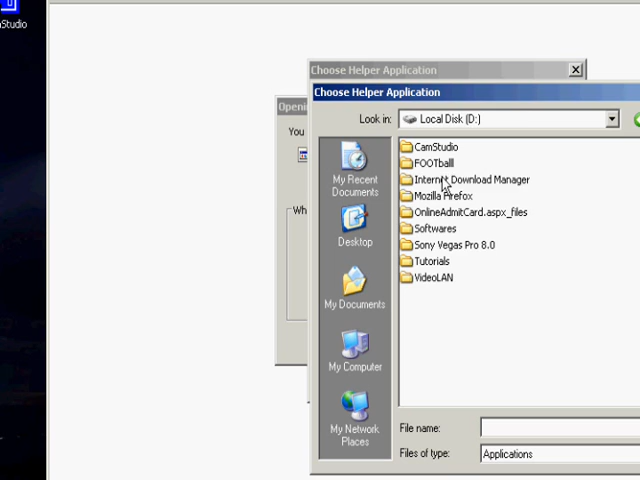 Studio
Choose Helper Application
Choose Helper Application
Openi
Look in:
Local Disk (D:)
You
CamStudio
FOOTball
Internet Download Manager
Mozilla Firefox
OnlineAdmitCard.aspx_files
Softwares
Sony Vegas Pro 8.0
Tutorials
VideoLAN
My Recent
Documents
Desktop
My Documents
My Computer
My Network
Places
Wh
File name:
Files of type:
Applications